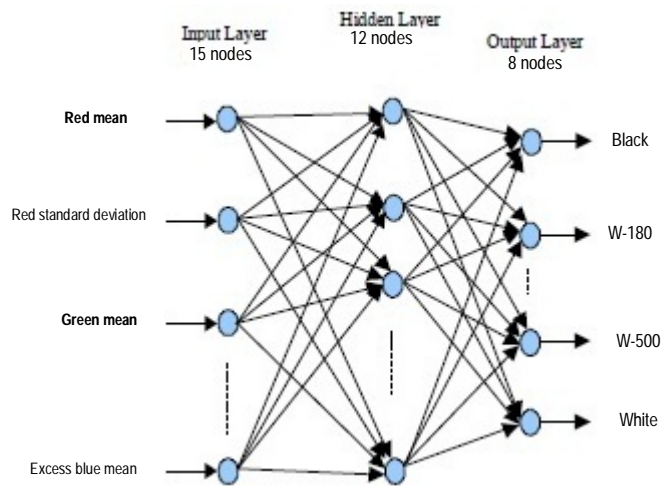 Input Layer
15 nodes
Hidden Layer
12 nodes
Output Layer
8 nodes
Red mean
Red standard deviation
Green mean
Excess blue mean
Black
W-180
W-500
White